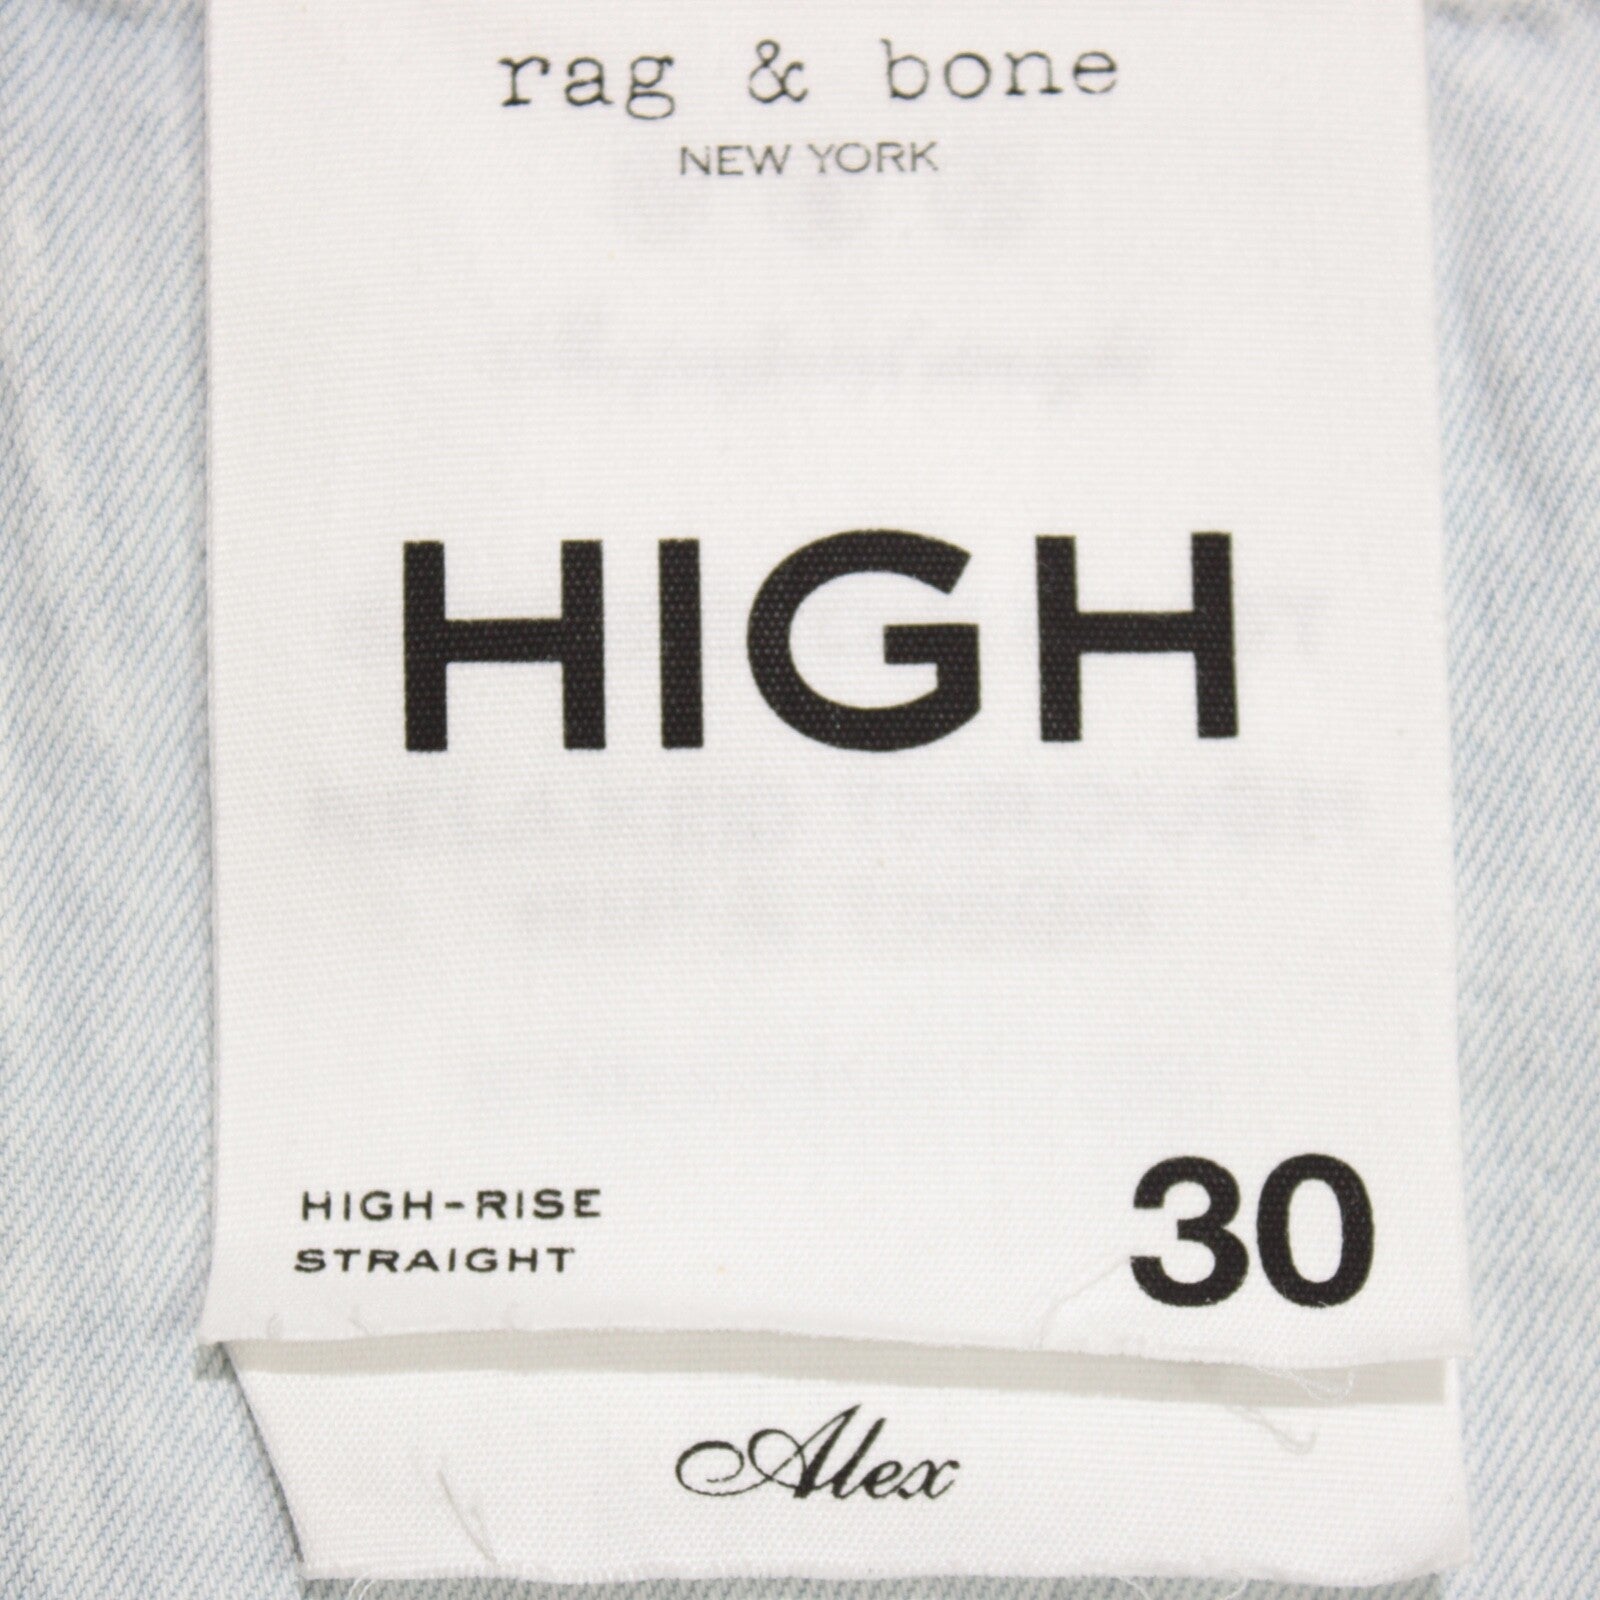 rag & bone
NEW YORK
HIGH
HIGH-RISE
STRAIGHT
30
Alex